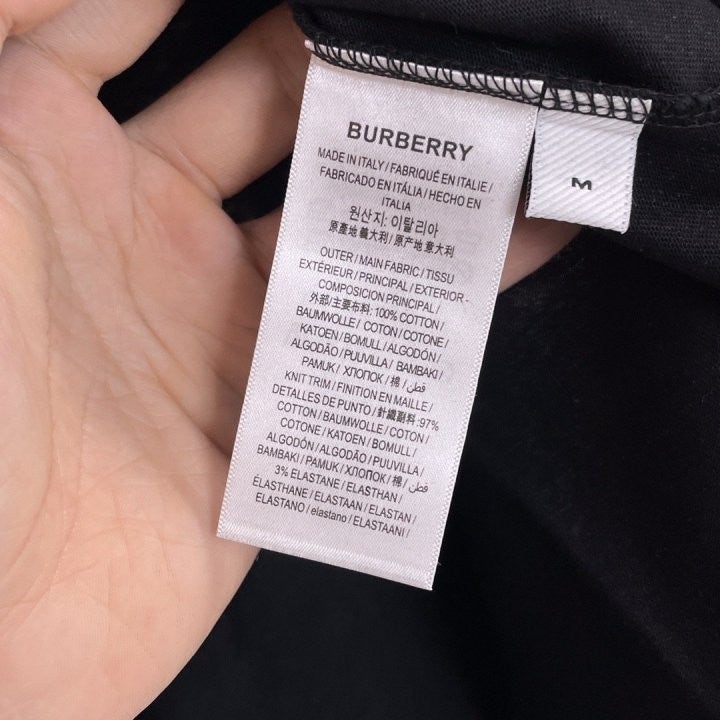 BURBERRY
MADE IN ITALY / FABRIQUÉ EN ITALIE /
FABRICADO EN ITÁLIA / HECHO EN
ITALIA
원산지: 이탈리아
原產地義大利 / 原产地意大利
OUTER / MAIN FABRIC / TISSU
EXTÉRIEUR / PRINCIPAL / EXTERIOR -
COMPOSICION PRINCIPAL /
外部/主要布料: 100% COTTON /
BAUMWOLLE / COTON / COTONE /
KATOEN / BOMULL / ALGODÓN /
ALGODÃO / PUUVILLA / BAMBAKI /
PAMUK / ХЛОПОК / 棉 / قطن /
KNIT TRIM / FINITION EN MAILLE /
DETALLES DE PUNTO / 針織副料 :97%
COTTON / BAUMWOLLE / COTON /
COTONE / KATOEN / BOMULL /
ALGODÓN / ALGODÃO / PUUVILLA /
BAMBAKI / PAMUK / ХЛОПОК / 棉 / قطن /
3% ELASTANE / ELASTHAN /
ÉLASTHANE / ELASTAAN / ELASTAN /
ELASTANO / elastano / ELASTAANI /
M